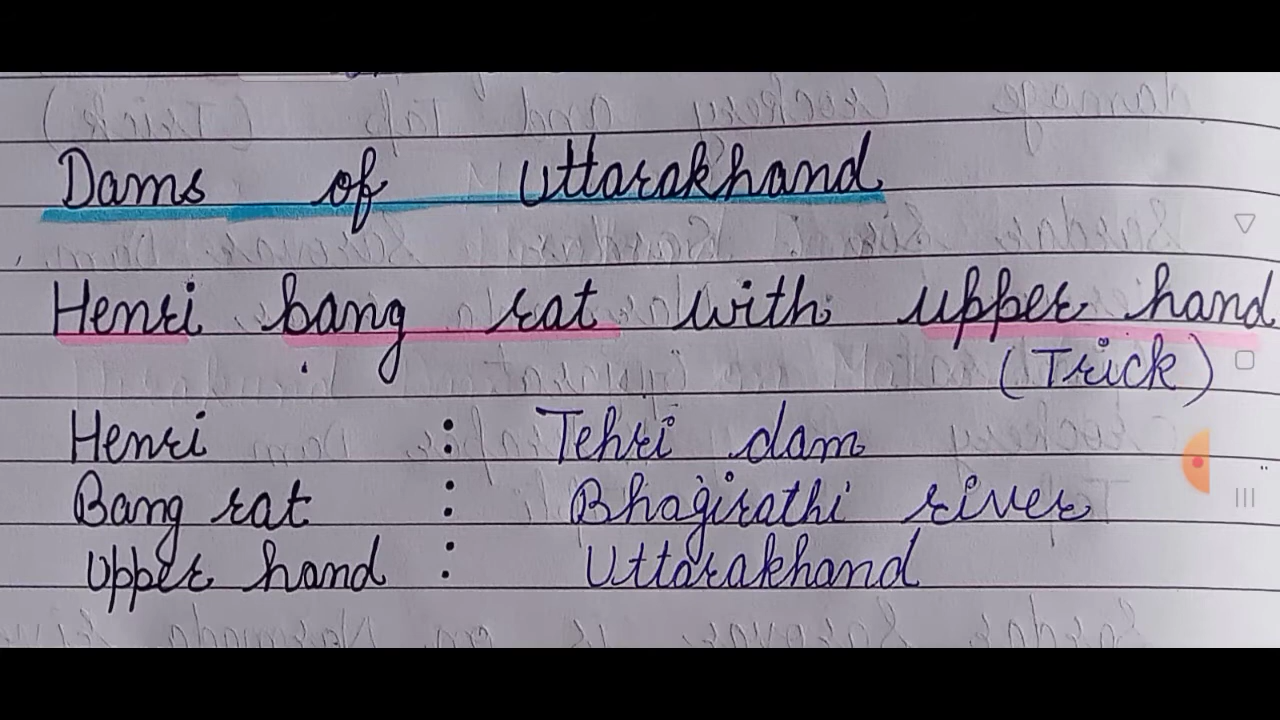 Dams of Uttarakhand
Henri bang rat with upper hand
(Trick)
Henri : Tehri dam
Bang rat : Bhagirathi river
Upper hand : Uttarakhand